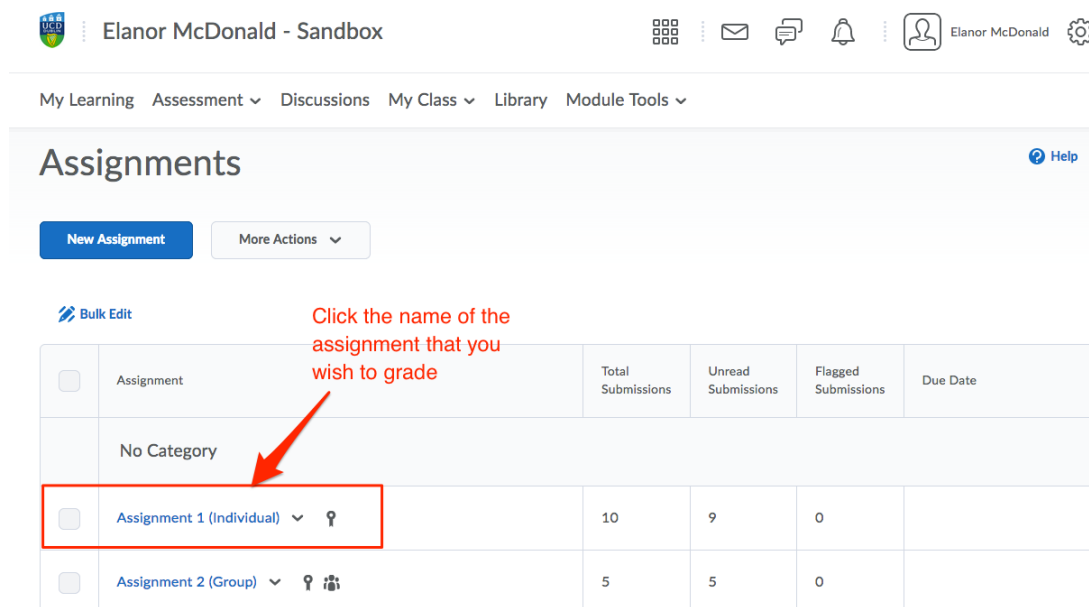 UCD
DUBLIN
Elanor McDonald - Sandbox
Elanor McDonald
My Learning Assessment Discussions My Class Library Module Tools
Assignments
Help
New Assignment More Actions
Bulk Edit
Click the name of the
assignment that you
wish to grade
Assignment Total Submissions Unread Submissions Flagged Submissions Due Date
No Category
Assignment 1 (Individual) 10 9 0
Assignment 2 (Group) 5 5 0